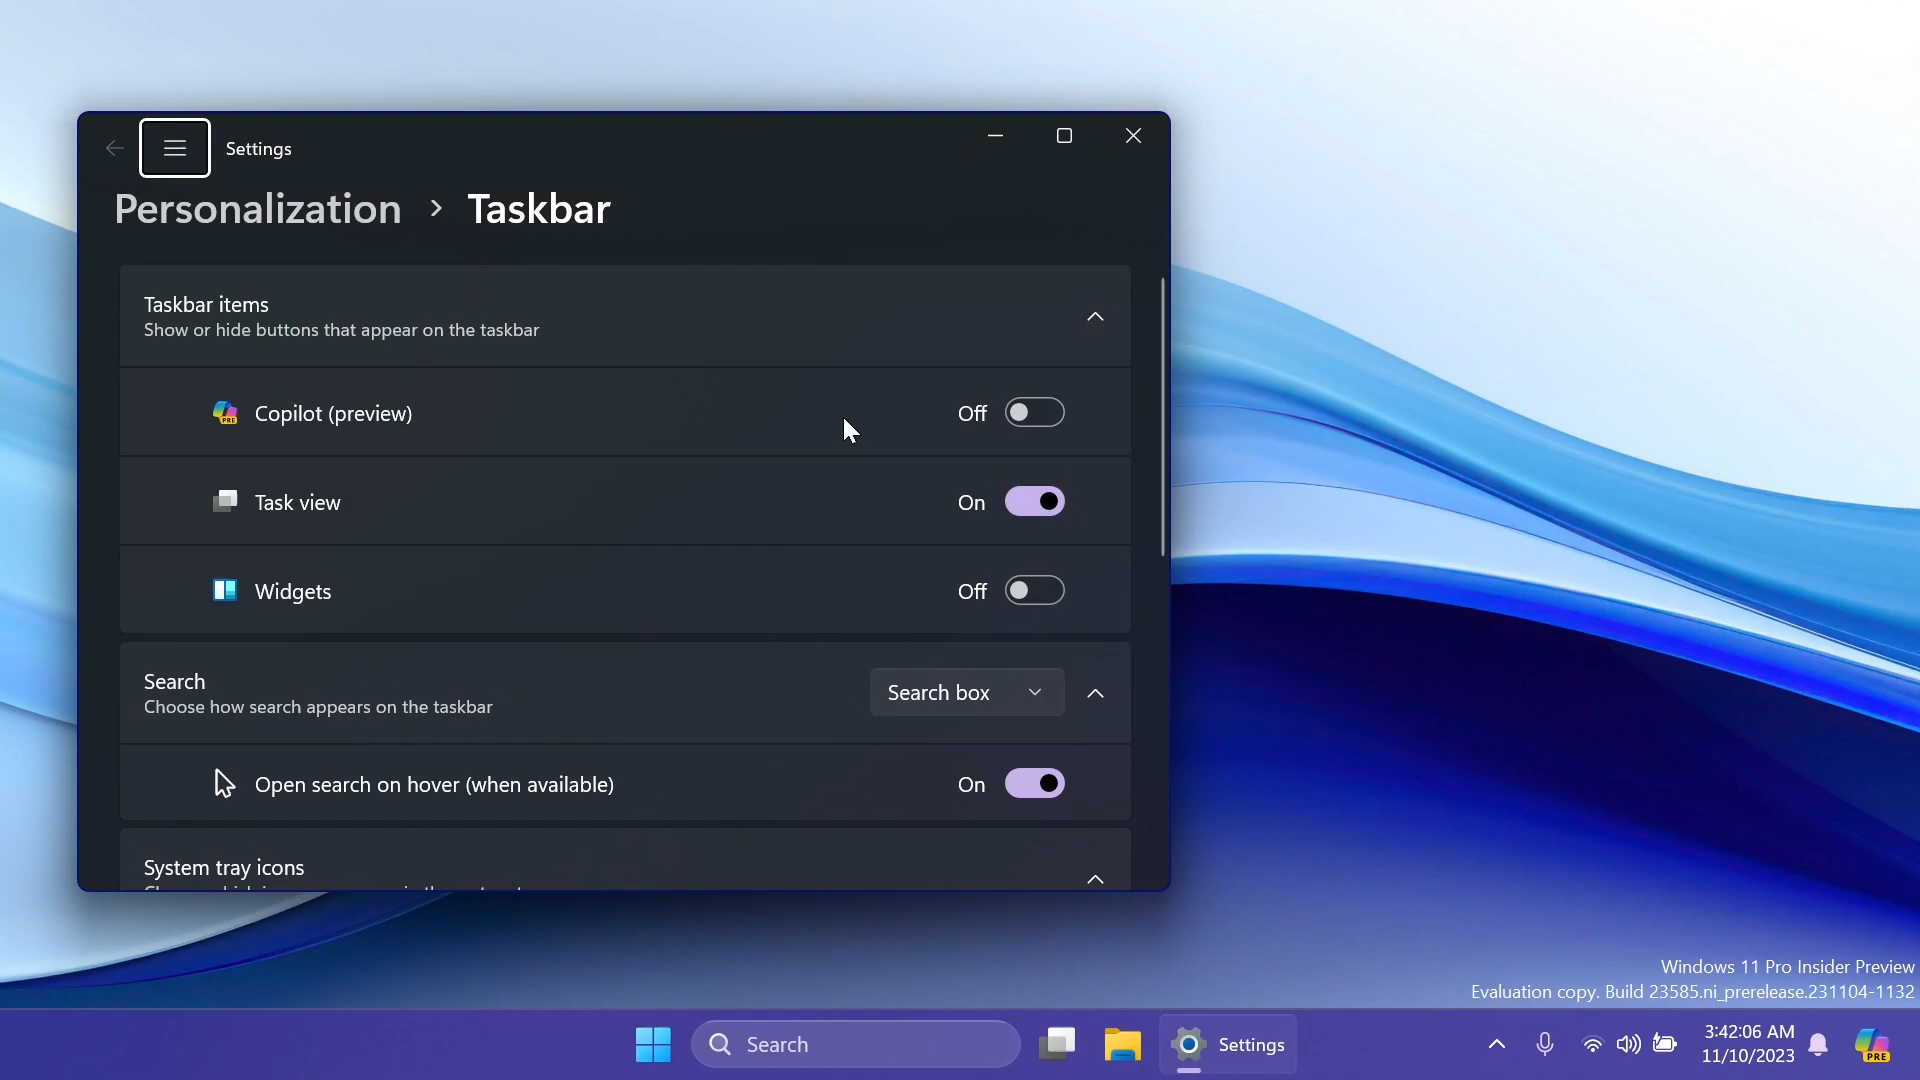 Settings
Personalization > Taskbar
Taskbar items
Show or hide buttons that appear on the taskbar
PRE
Copilot (preview)
Off
Task view
On
Widgets
Off
Search
Choose how search appears on the taskbar
Search box
Open search on hover (when available)
On
System tray icons
Windows 11 Pro Insider Preview
Evaluation copy. Build 23585.ni_prerelease.231104-1132
Search
Settings
3:42:06 AM
11/10/2023
PRE